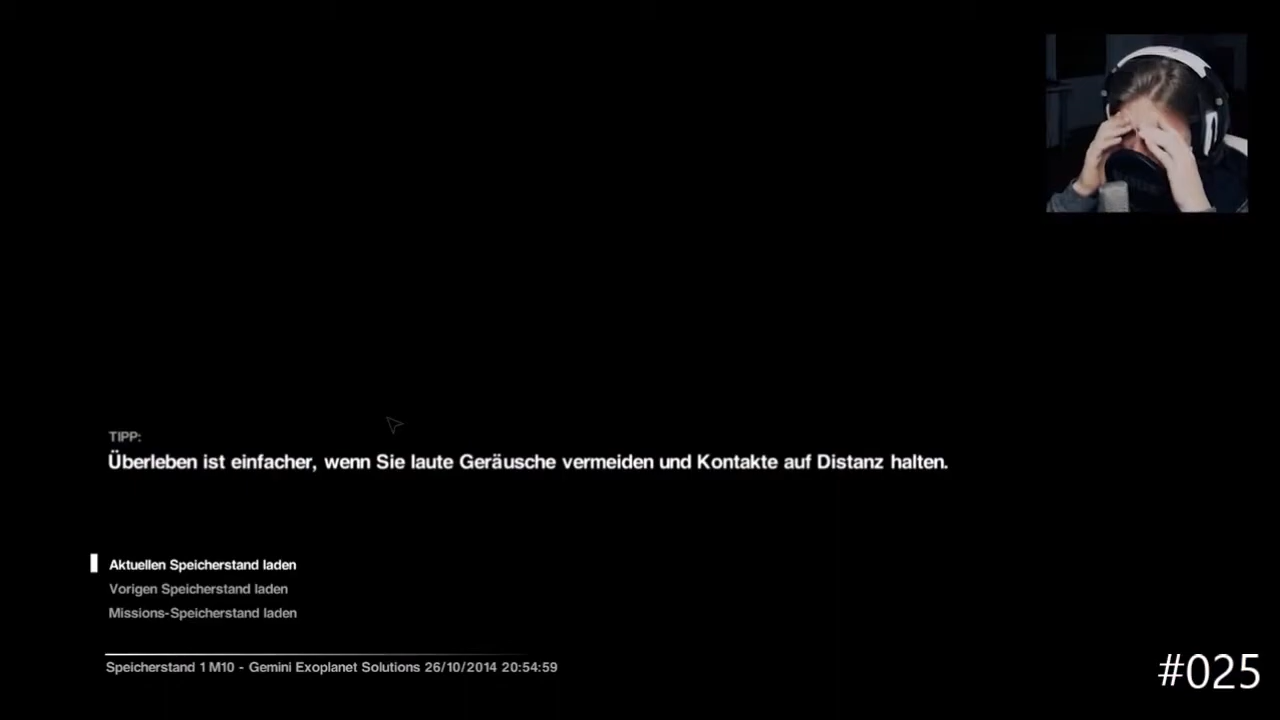 TIPP:
Überleben ist einfacher, wenn Sie laute Geräusche vermeiden und Kontakte auf Distanz halten.
Aktuellen Speicherstand laden
Vorigen Speicherstand laden
Missions-Speicherstand laden
Speicherstand 1 M10 - Gemini Exoplanet Solutions 26/10/2014 20:54:59
#025